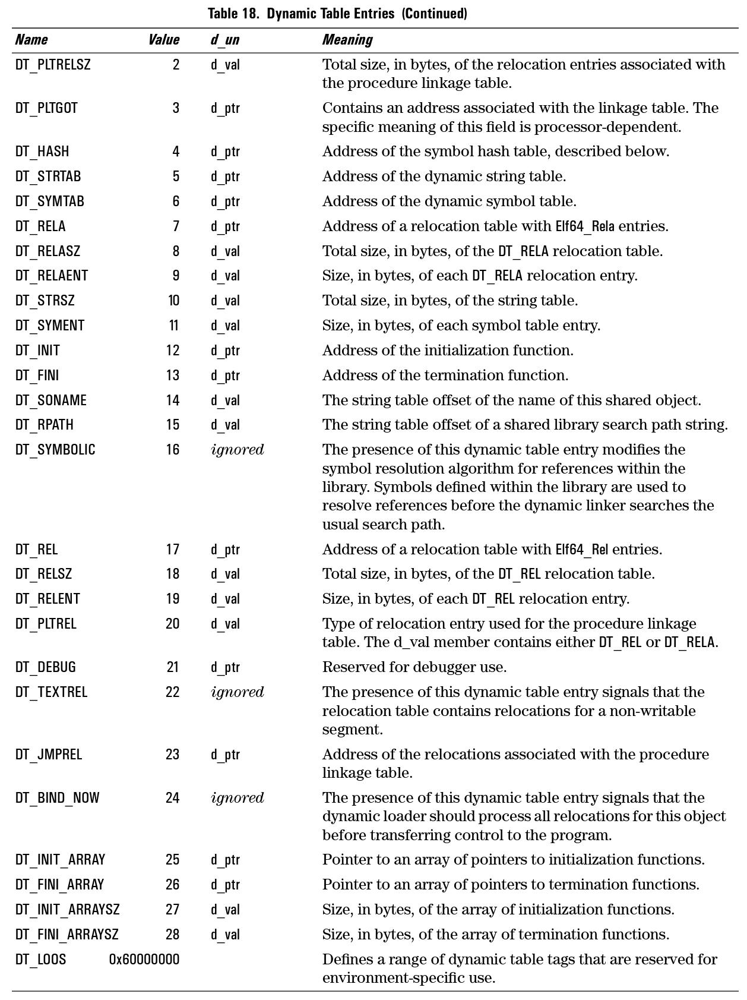 Table 18. Dynamic Table Entries (Continued)
Name Value d_un Meaning
DT_PLTRELSZ 2 d_val Total size, in bytes, of the relocation entries associated with
the procedure linkage table.
DT_PLTGOT 3 d_ptr Contains an address associated with the linkage table. The
specific meaning of this field is processor-dependent.
DT_HASH 4 d_ptr Address of the symbol hash table, described below.
DT_STRTAB 5 d_ptr Address of the dynamic string table.
DT_SYMTAB 6 d_ptr Address of the dynamic symbol table.
DT_RELA 7 d_ptr Address of a relocation table with Elf64_Rela entries.
DT_RELASZ 8 d_val Total size, in bytes, of the DT_RELA relocation table.
DT_RELAENT 9 d_val Size, in bytes, of each DT_RELA relocation entry.
DT_STRSZ 10 d_val Total size, in bytes, of the string table.
DT_SYMENT 11 d_val Size, in bytes, of each symbol table entry.
DT_INIT 12 d_ptr Address of the initialization function.
DT_FINI 13 d_ptr Address of the termination function.
DT_SONAME 14 d_val The string table offset of the name of this shared object.
DT_RPATH 15 d_val The string table offset of a shared library search path string.
DT_SYMBOLIC 16 ignored The presence of this dynamic table entry modifies the
symbol resolution algorithm for references within the
library. Symbols defined within the library are used to
resolve references before the dynamic linker searches the
usual search path.
DT_REL 17 d_ptr Address of a relocation table with Elf64_Rel entries.
DT_RELSZ 18 d_val Total size, in bytes, of the DT_REL relocation table.
DT_RELENT 19 d_val Size, in bytes, of each DT_REL relocation entry.
DT_PLTREL 20 d_val Type of relocation entry used for the procedure linkage
table. The d_val member contains either DT_REL or DT_RELA.
DT_DEBUG 21 d_ptr Reserved for debugger use.
DT_TEXTREL 22 ignored The presence of this dynamic table entry signals that the
relocation table contains relocations for a non-writable
segment.
DT_JMPREL 23 d_ptr Address of the relocations associated with the procedure
linkage table.
DT_BIND_NOW 24 ignored The presence of this dynamic table entry signals that the
dynamic loader should process all relocations for this object
before transferring control to the program.
DT_INIT_ARRAY 25 d_ptr Pointer to an array of pointers to initialization functions.
DT_FINI_ARRAY 26 d_ptr Pointer to an array of pointers to termination functions.
DT_INIT_ARRAYSZ 27 d_val Size, in bytes, of the array of initialization functions.
DT_FINI_ARRAYSZ 28 d_val Size, in bytes, of the array of termination functions.
DT_LOOS 0x60000000 Defines a range of dynamic table tags that are reserved for
environment-specific use.